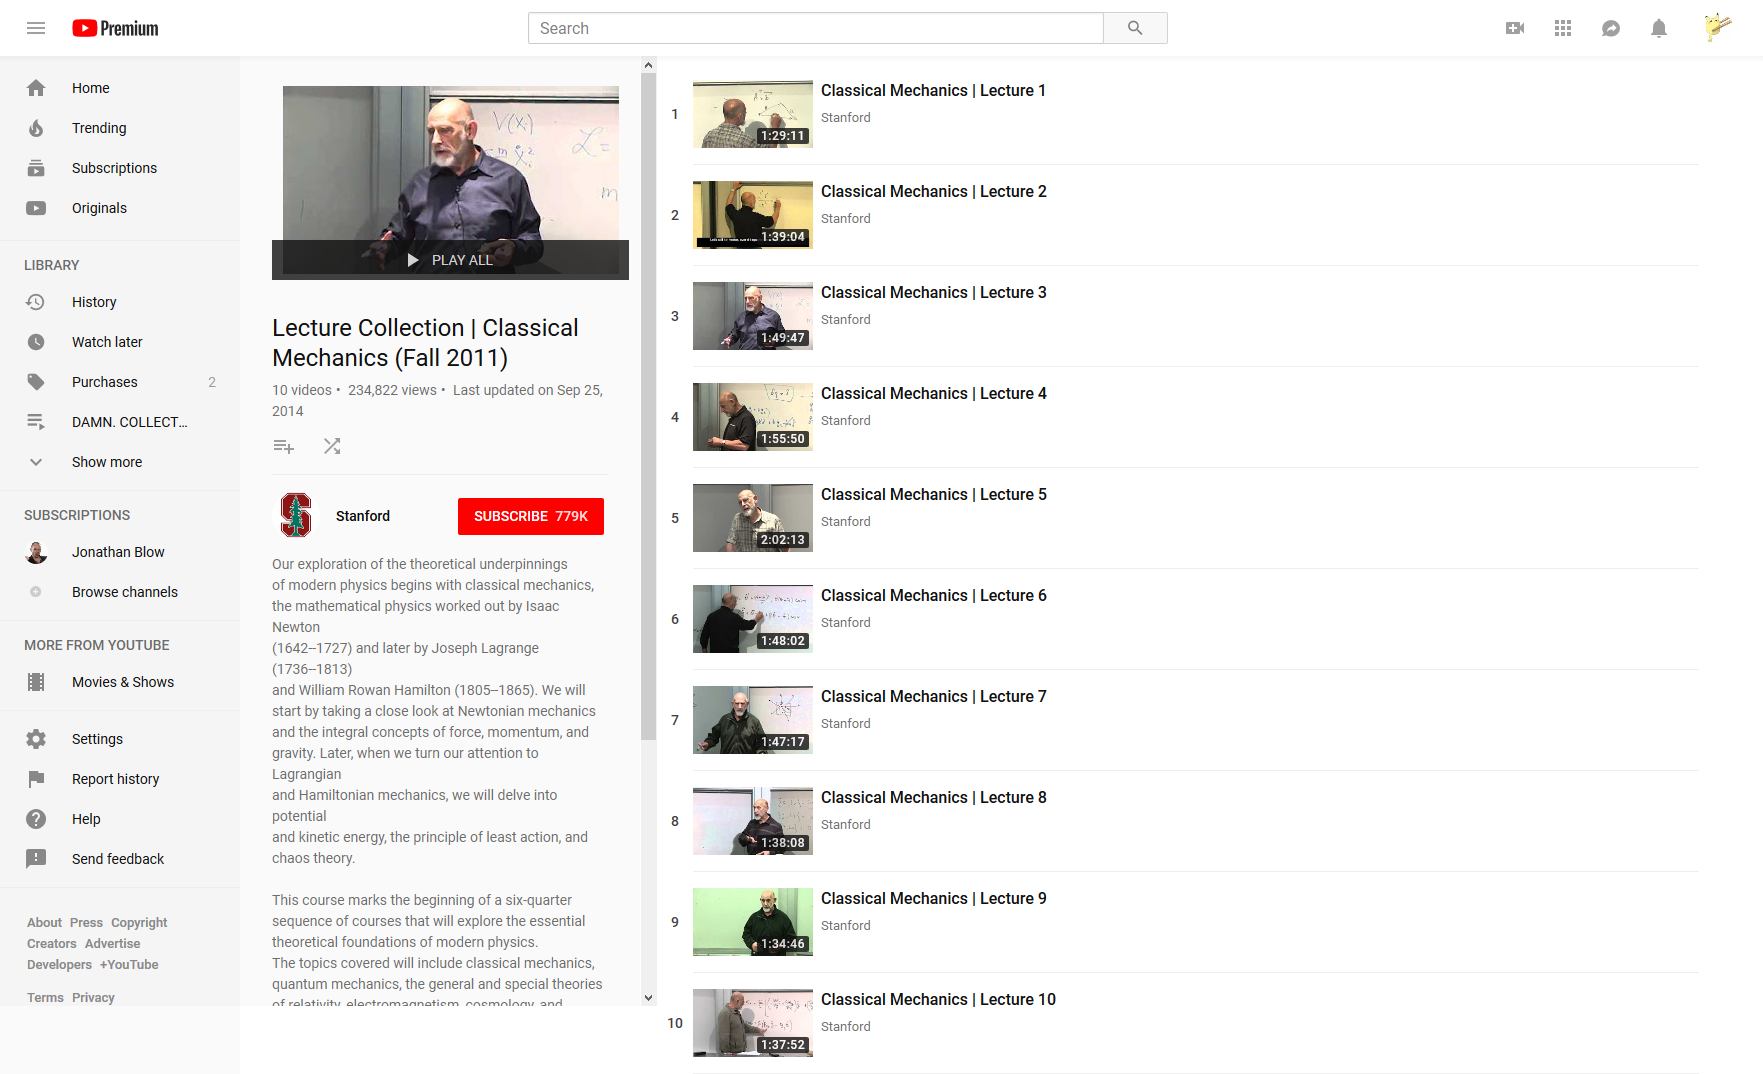 Premium
Search
Home
Trending
Subscriptions
Originals
LIBRARY
History
Watch later
Purchases 2
DAMN. COLLECT...
Show more
SUBSCRIPTIONS
Jonathan Blow
Browse channels
MORE FROM YOUTUBE
Movies & Shows
Settings
Report history
Help
Send feedback
About Press Copyright
Creators Advertise
Developers +YouTube
Terms Privacy
V(x)
PLAY ALL
Lecture Collection | Classical
Mechanics (Fall 2011)
10 videos • 234,822 views • Last updated on Sep 25,
2014
Stanford
SUBSCRIBE 779K
Our exploration of the theoretical underpinnings
of modern physics begins with classical mechanics,
the mathematical physics worked out by Isaac
Newton
(1642--1727) and later by Joseph Lagrange
(1736--1813)
and William Rowan Hamilton (1805--1865). We will
start by taking a close look at Newtonian mechanics
and the integral concepts of force, momentum, and
gravity. Later, when we turn our attention to
Lagrangian
and Hamiltonian mechanics, we will delve into
potential
and kinetic energy, the principle of least action, and
chaos theory.
This course marks the beginning of a six-quarter
sequence of courses that will explore the essential
theoretical foundations of modern physics.
The topics covered will include classical mechanics,
quantum mechanics, the general and special theories
of relativity, electromagnetism, cosmology, and
1
1:29:11
Classical Mechanics | Lecture 1
Stanford
2
1:39:04
Classical Mechanics | Lecture 2
Stanford
3
1:49:47
Classical Mechanics | Lecture 3
Stanford
4
1:55:50
Classical Mechanics | Lecture 4
Stanford
5
2:02:13
Classical Mechanics | Lecture 5
Stanford
6
1:48:02
Classical Mechanics | Lecture 6
Stanford
7
1:47:17
Classical Mechanics | Lecture 7
Stanford
8
1:38:08
Classical Mechanics | Lecture 8
Stanford
9
1:34:46
Classical Mechanics | Lecture 9
Stanford
10
1:37:52
Classical Mechanics | Lecture 10
Stanford